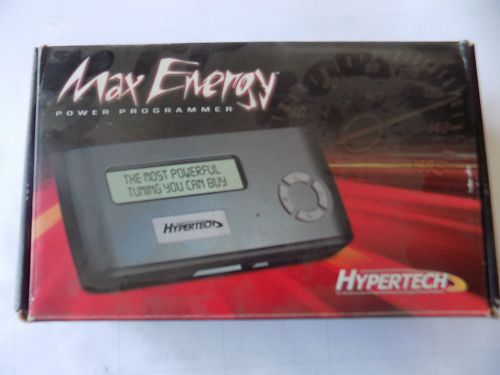 Max Energy
POWER PROGRAMMER
THE MOST POWERFUL
TUNING YOU CAN BUY
HYPERTECH
HYPERTECH